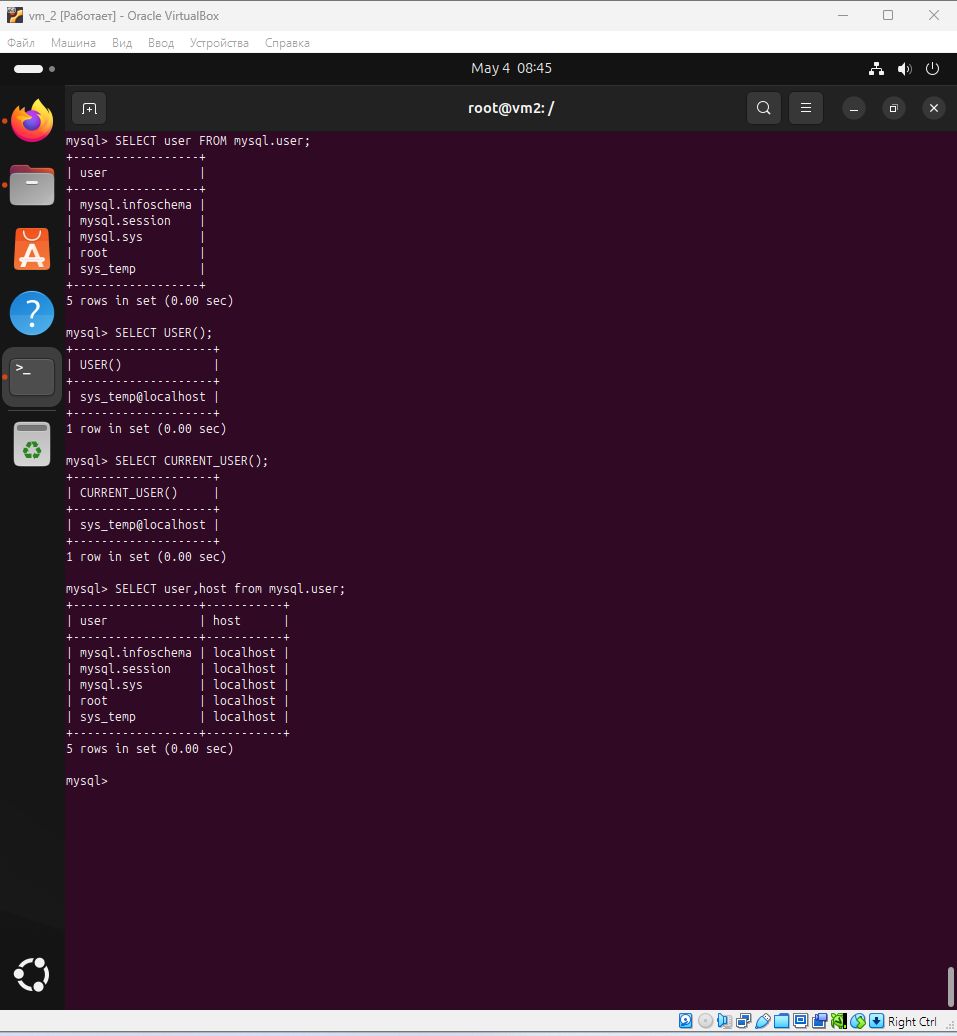 vm_2 [Работает] - Oracle VirtualBox
Файл Машина Вид Ввод Устройства Справка
May 4 08:45
root@vm2: /
mysql> SELECT user FROM mysql.user;
+------------------+
| user             |
+------------------+
| mysql.infoschema |
| mysql.session    |
| mysql.sys        |
| root             |
| sys_temp         |
+------------------+
5 rows in set (0.00 sec)
mysql> SELECT USER();
+--------------------+
| USER()             |
+--------------------+
| sys_temp@localhost |
+--------------------+
1 row in set (0.00 sec)
mysql> SELECT CURRENT_USER();
+--------------------+
| CURRENT_USER()     |
+--------------------+
| sys_temp@localhost |
+--------------------+
1 row in set (0.00 sec)
mysql> SELECT user,host from mysql.user;
+------------------+-----------+
| user             | host      |
+------------------+-----------+
| mysql.infoschema | localhost |
| mysql.session    | localhost |
| mysql.sys        | localhost |
| root             | localhost |
| sys_temp         | localhost |
+------------------+-----------+
5 rows in set (0.00 sec)
mysql>
Right Ctrl